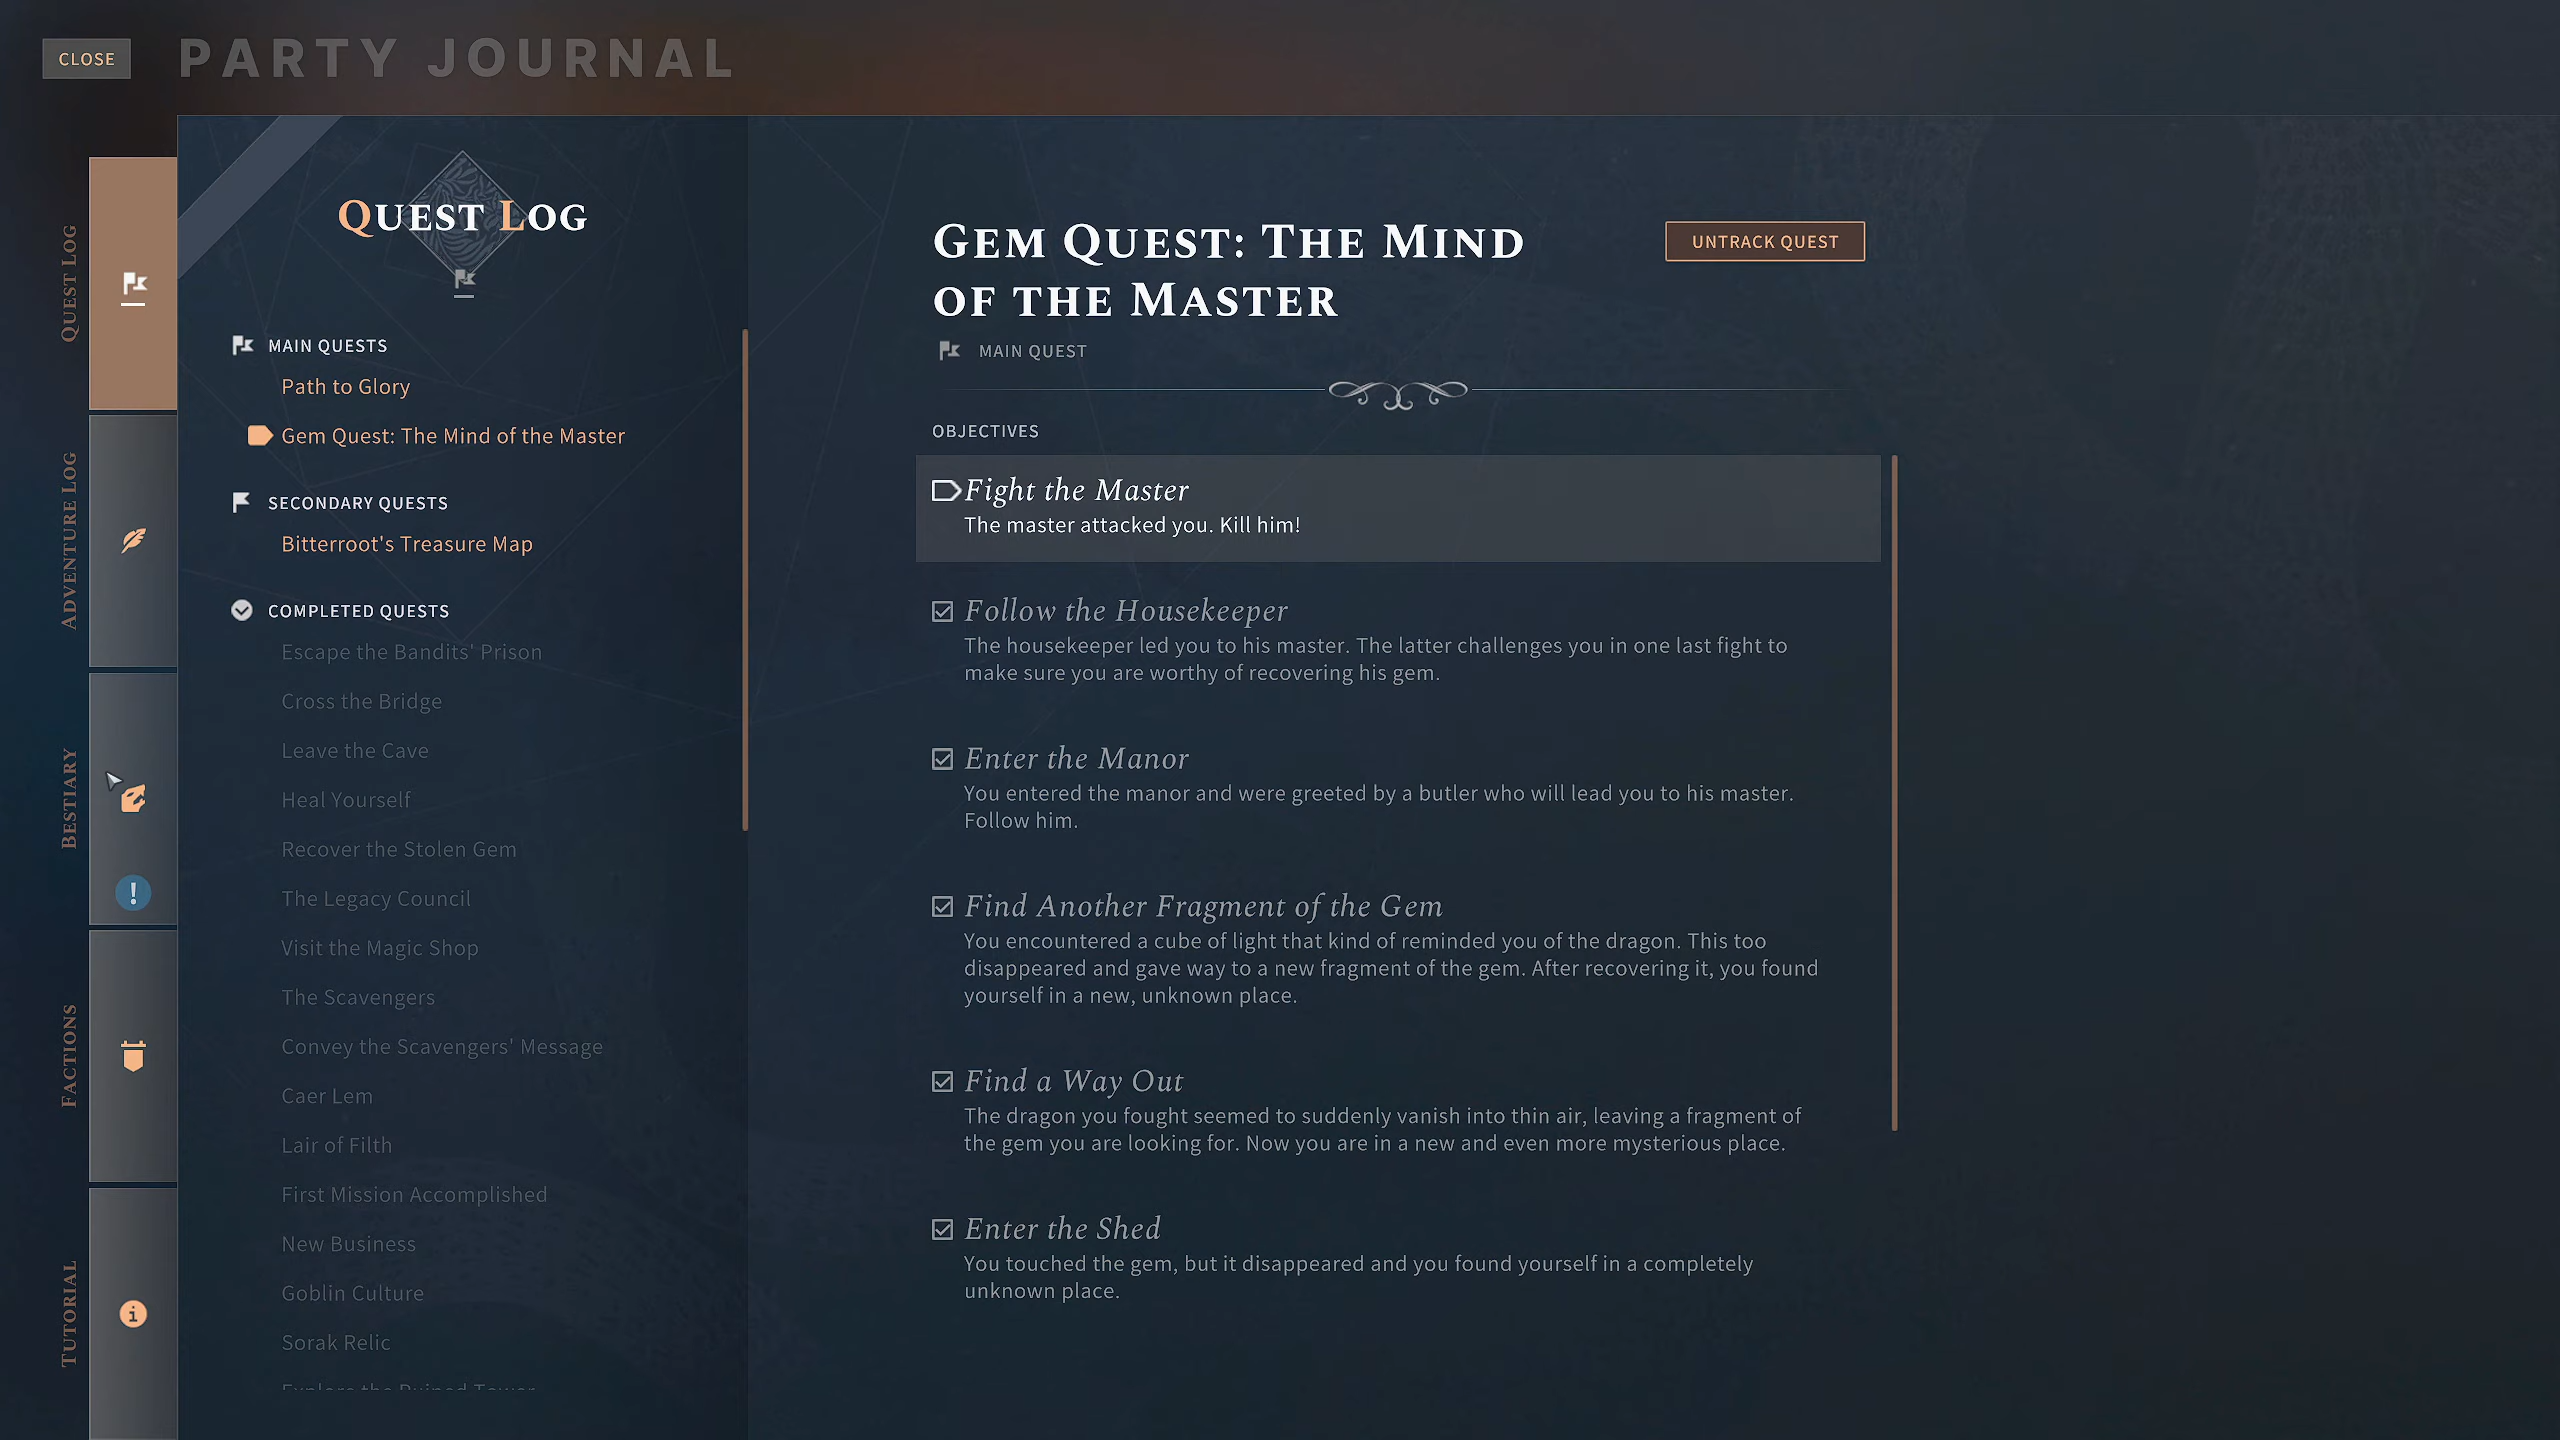 CLOSE
PARTY JOURNAL
QUEST LOG
ADVENTURE LOG
BESTIARY
FACTIONS
TUTORIAL
QUEST LOG
MAIN QUESTS
Path to Glory
Gem Quest: The Mind of the Master
SECONDARY QUESTS
Bitterroot's Treasure Map
COMPLETED QUESTS
Escape the Bandits' Prison
Cross the Bridge
Leave the Cave
Heal Yourself
Recover the Stolen Gem
The Legacy Council
Visit the Magic Shop
The Scavengers
Convey the Scavengers' Message
Caer Lem
Lair of Filth
First Mission Accomplished
New Business
Goblin Culture
Sorak Relic
Explore the Ruined Tower
GEM QUEST: THE MIND
OF THE MASTER
UNTRACK QUEST
MAIN QUEST
OBJECTIVES
Fight the Master
The master attacked you. Kill him!
Follow the Housekeeper
The housekeeper led you to his master. The latter challenges you in one last fight to
make sure you are worthy of recovering his gem.
Enter the Manor
You entered the manor and were greeted by a butler who will lead you to his master.
Follow him.
Find Another Fragment of the Gem
You encountered a cube of light that kind of reminded you of the dragon. This too
disappeared and gave way to a new fragment of the gem. After recovering it, you found
yourself in a new, unknown place.
Find a Way Out
The dragon you fought seemed to suddenly vanish into thin air, leaving a fragment of
the gem you are looking for. Now you are in a new and even more mysterious place.
Enter the Shed
You touched the gem, but it disappeared and you found yourself in a completely
unknown place.